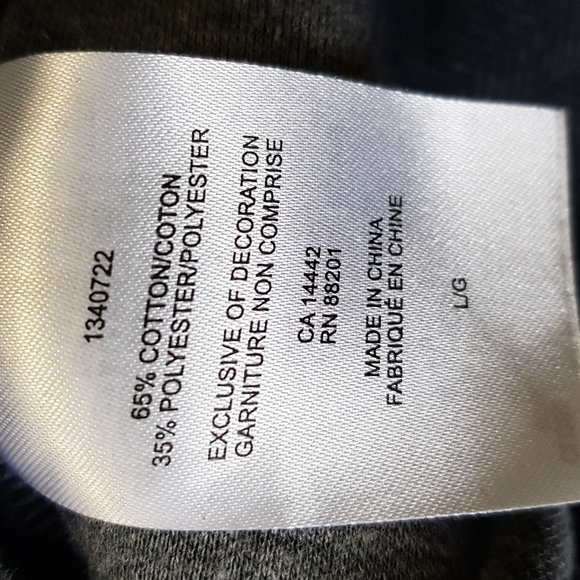 1340722
65% COTTON/COTON
35% POLYESTER/POLYESTER
EXCLUSIVE OF DECORATION
GARNITURE NON COMPRISE
CA 14442
RN 88201
MADE IN CHINA
FABRIQUÉ EN CHINE
L/G